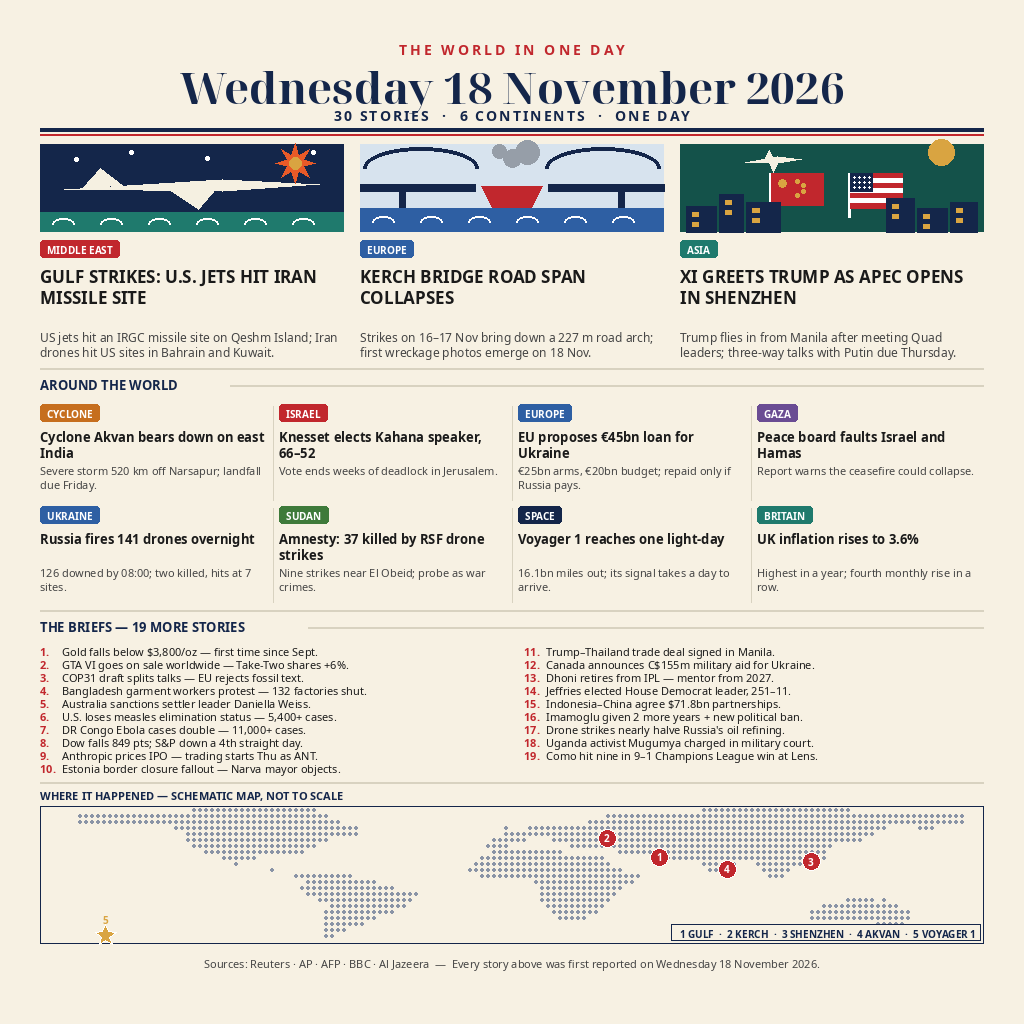 THE WORLD IN ONE DAY
Wednesday 18 November 2026
30 STORIES · 6 CONTINENTS · ONE DAY
MIDDLE EAST
GULF STRIKES: U.S. JETS HIT IRAN
MISSILE SITE
US jets hit an IRGC missile site on Qeshm Island; Iran
drones hit US sites in Bahrain and Kuwait.
EUROPE
KERCH BRIDGE ROAD SPAN
COLLAPSES
Strikes on 16–17 Nov bring down a 227 m road arch;
first wreckage photos emerge on 18 Nov.
ASIA
XI GREETS TRUMP AS APEC OPENS
IN SHENZHEN
Trump flies in from Manila after meeting Quad
leaders; three-way talks with Putin due Thursday.
AROUND THE WORLD
CYCLONE
Cyclone Akvan bears down on east
India
Severe storm 520 km off Narsapur; landfall
due Friday.
ISRAEL
Knesset elects Kahana speaker,
66–52
Vote ends weeks of deadlock in Jerusalem.
EUROPE
EU proposes €45bn loan for
Ukraine
€25bn arms, €20bn budget; repaid only if
Russia pays.
GAZA
Peace board faults Israel and
Hamas
Report warns the ceasefire could collapse.
UKRAINE
Russia fires 141 drones overnight
126 downed by 08:00; two killed, hits at 7
sites.
SUDAN
Amnesty: 37 killed by RSF drone
strikes
Nine strikes near El Obeid; probe as war
crimes.
SPACE
Voyager 1 reaches one light-day
16.1bn miles out; its signal takes a day to
arrive.
BRITAIN
UK inflation rises to 3.6%
Highest in a year; fourth monthly rise in a
row.
THE BRIEFS — 19 MORE STORIES
1. Gold falls below $3,800/oz — first time since Sept.
2. GTA VI goes on sale worldwide — Take-Two shares +6%.
3. COP31 draft splits talks — EU rejects fossil text.
4. Bangladesh garment workers protest — 132 factories shut.
5. Australia sanctions settler leader Daniella Weiss.
6. U.S. loses measles elimination status — 5,400+ cases.
7. DR Congo Ebola cases double — 11,000+ cases.
8. Dow falls 849 pts; S&P down a 4th straight day.
9. Anthropic prices IPO — trading starts Thu as ANT.
10. Estonia border closure fallout — Narva mayor objects.
11. Trump–Thailand trade deal signed in Manila.
12. Canada announces C$155m military aid for Ukraine.
13. Dhoni retires from IPL — mentor from 2027.
14. Jeffries elected House Democrat leader, 251–11.
15. Indonesia–China agree $71.8bn partnerships.
16. Imamoglu given 2 more years + new political ban.
17. Drone strikes nearly halve Russia's oil refining.
18. Uganda activist Mugumya charged in military court.
19. Como hit nine in 9–1 Champions League win at Lens.
WHERE IT HAPPENED — SCHEMATIC MAP, NOT TO SCALE
2
1
3
4
5
1 GULF · 2 KERCH · 3 SHENZHEN · 4 AKVAN · 5 VOYAGER 1
Sources: Reuters · AP · AFP · BBC · Al Jazeera — Every story above was first reported on Wednesday 18 November 2026.